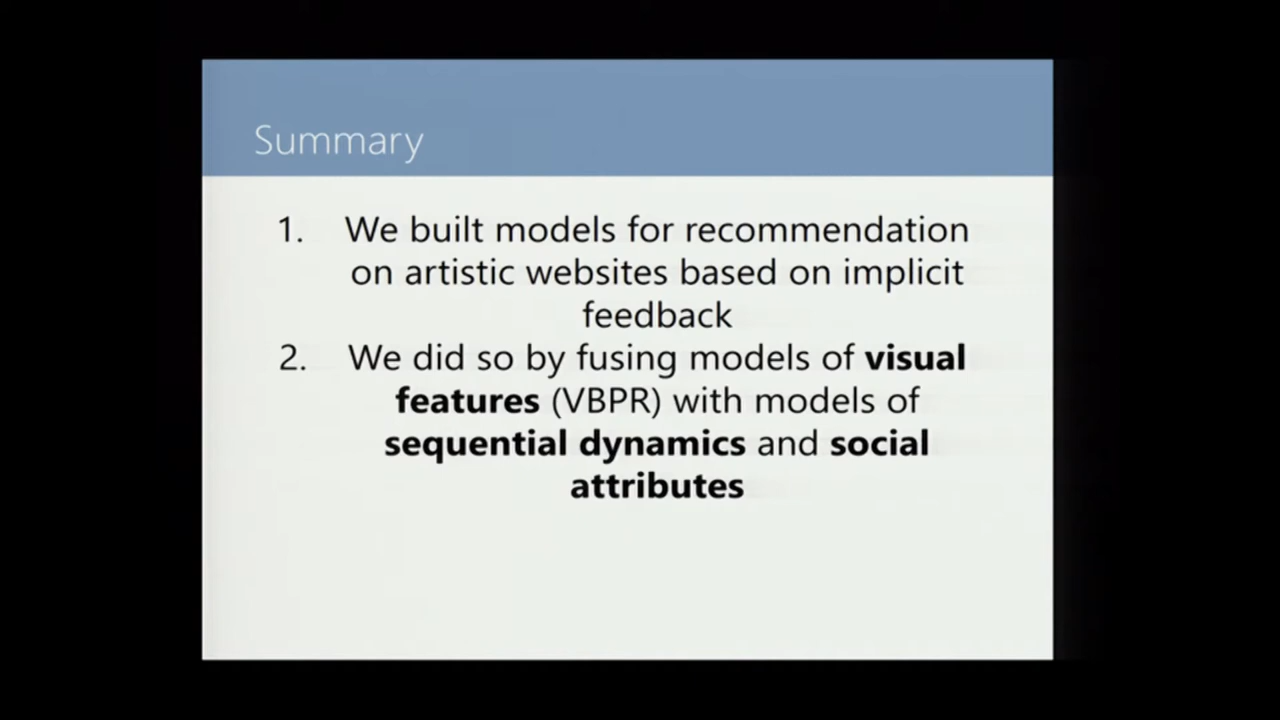 Summary
1. We built models for recommendation
on artistic websites based on implicit
feedback
2. We did so by fusing models of visual
features (VBPR) with models of
sequential dynamics and social
attributes